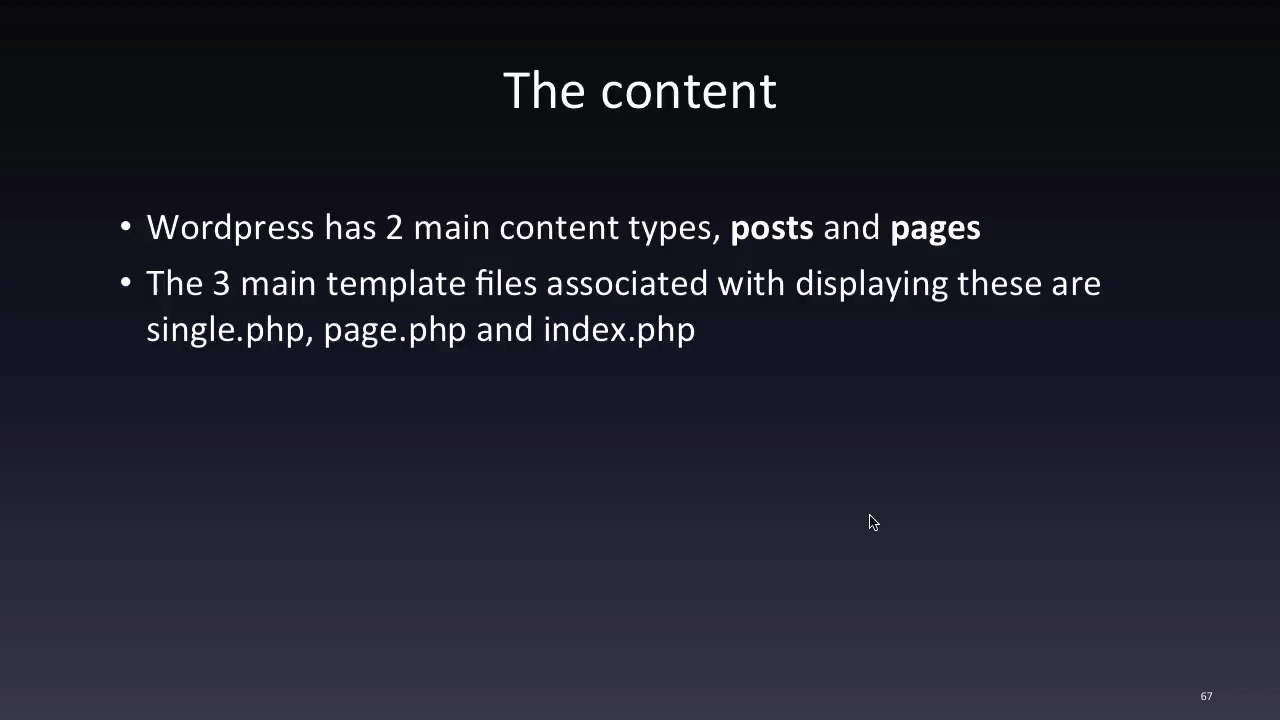 The content
• Wordpress has 2 main content types, posts and pages
• The 3 main template files associated with displaying these are
single.php, page.php and index.php
67